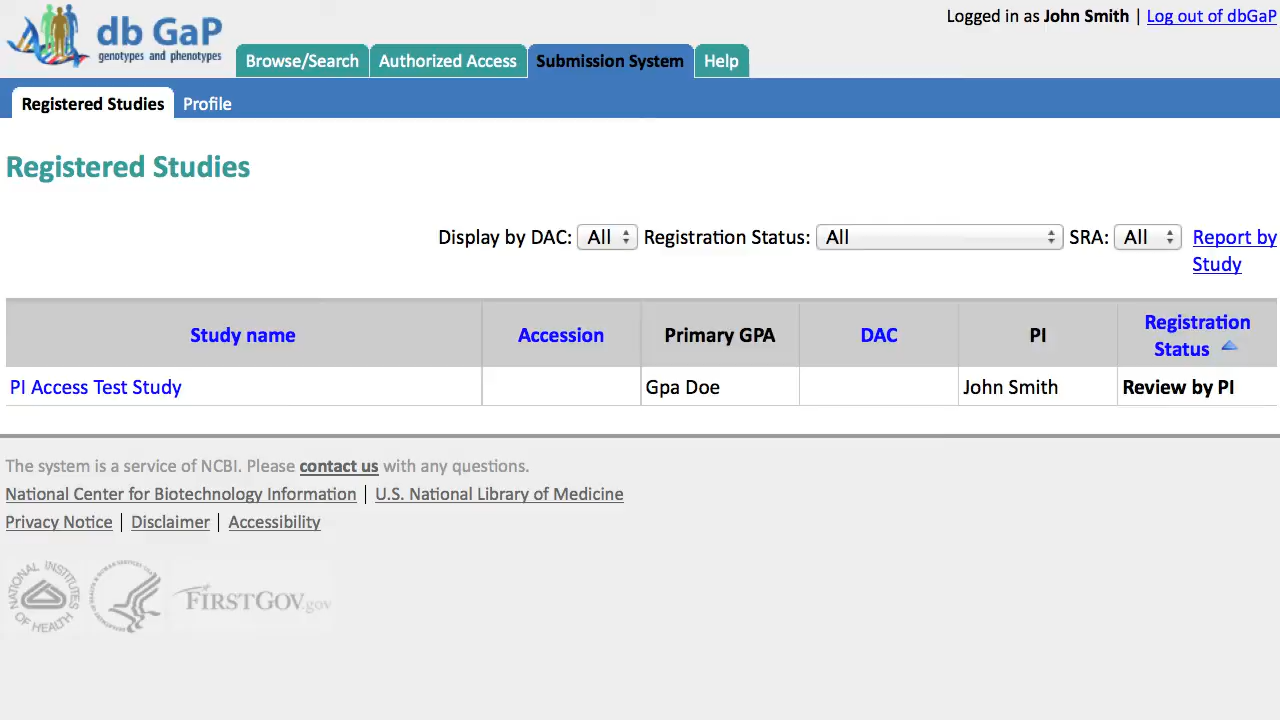 Logged in as John Smith | Log out of dbGaP
db GaP
genotypes and phenotypes
Browse/Search Authorized Access Submission System Help
Registered Studies Profile
Registered Studies
Display by DAC: All Registration Status: All SRA: All Report by
Study
Study name Accession Primary GPA DAC PI Registration
Status
PI Access Test Study Gpa Doe John Smith Review by PI
The system is a service of NCBI. Please contact us with any questions.
National Center for Biotechnology Information | U.S. National Library of Medicine
Privacy Notice | Disclaimer | Accessibility
NATIONAL INSTITUTES
OF HEALTH
FIRSTGOV.gov